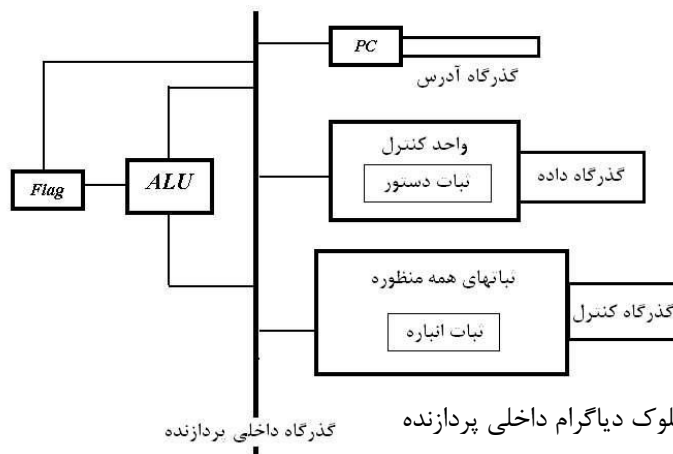 PC
گذرگاه آدرس
واحد کنترل
ثبات دستور
گذرگاه داده
Flag
ALU
ثباتهای همه منظوره
ثبات انباره
گذرگاه کنترل
لوک دیاگرام داخلی پردازنده
گذرگاه داخلی پردازنده